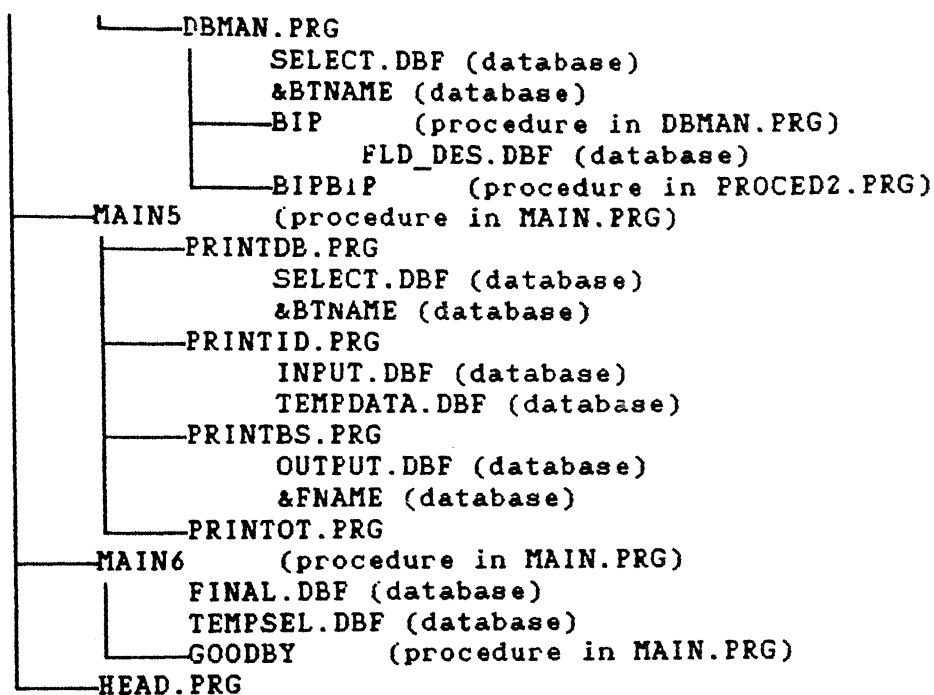 DBMAN.PRG
SELECT.DBF (database)
&BTNAME (database)
BIP (procedure in DBMAN.PRG)
FLD_DES.DBF (database)
BIPBIP (procedure in PROCED2.PRG)
MAIN5 (procedure in MAIN.PRG)
PRINTDB.PRG
SELECT.DBF (database)
&BTNAME (database)
PRINTID.PRG
INPUT.DBF (database)
TEMPDATA.DBF (database)
PRINTBS.PRG
OUTPUT.DBF (database)
&FNAME (database)
PRINTOT.PRG
MAIN6 (procedure in MAIN.PRG)
FINAL.DBF (database)
TEMPSEL.DBF (database)
GOODBY (procedure in MAIN.PRG)
HEAD.PRG